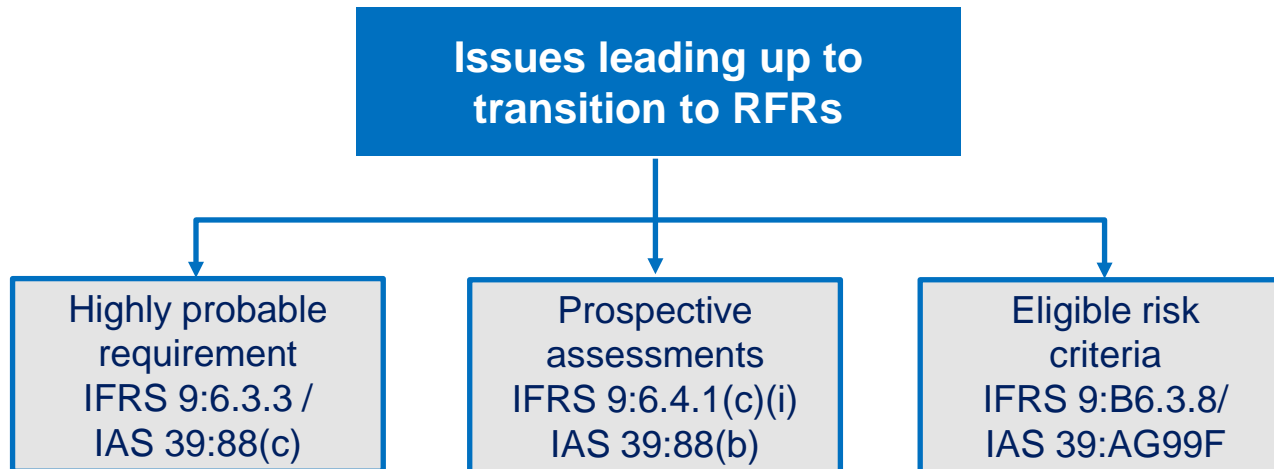 Issues leading up to
transition to RFRs
Highly probable
requirement
IFRS 9:6.3.3 /
IAS 39:88(c)
Prospective
assessments
IFRS 9:6.4.1(c)(i)
IAS 39:88(b)
Eligible risk
criteria
IFRS 9:B6.3.8/
IAS 39:AG99F